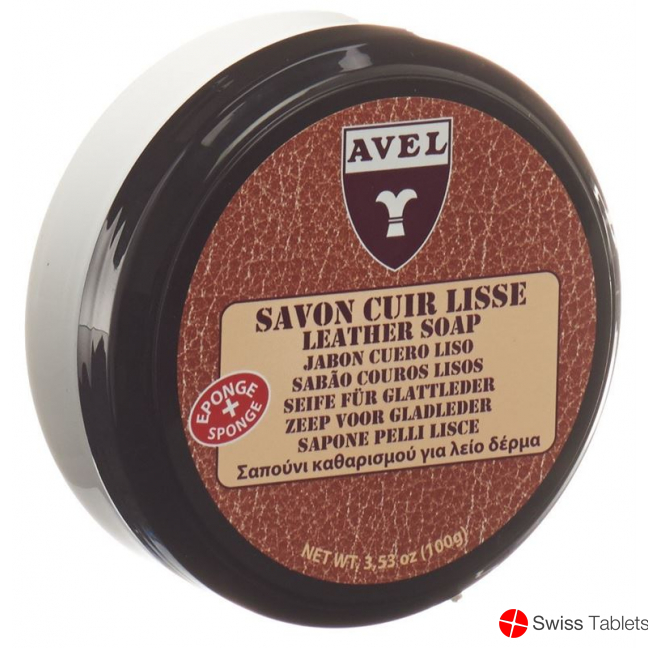 AVEL
SAVON CUIR LISSE
LEATHER SOAP
JABON CUERO LISO
SABÃO COUROS LISOS
SEIFE FÜR GLATTLEDER
ZEEP VOOR GLADLEDER
SAPONE PELLI LISCE
Σαπούνι καθαρισμού για λείο δέρμα
EPONGE
+
SPONGE
NET WT. 3,53 oz (100g)
Swiss Tablets